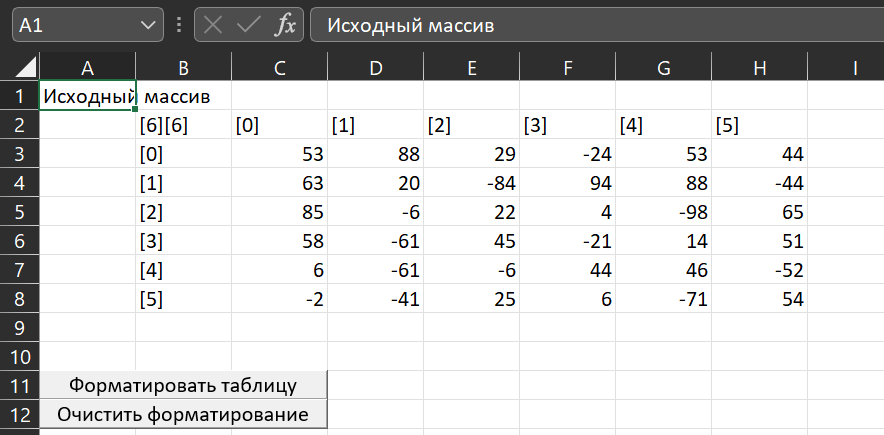 A1 fx Исходный массив
A B C D E F G H I
1 Исходный массив
2 [6][6] [0] [1] [2] [3] [4] [5]
3 [0] 53 88 29 -24 53 44
4 [1] 63 20 -84 94 88 -44
5 [2] 85 -6 22 4 -98 65
6 [3] 58 -61 45 -21 14 51
7 [4] 6 -61 -6 44 46 -52
8 [5] -2 -41 25 6 -71 54
9
10
11 Форматировать таблицу
12 Очистить форматирование